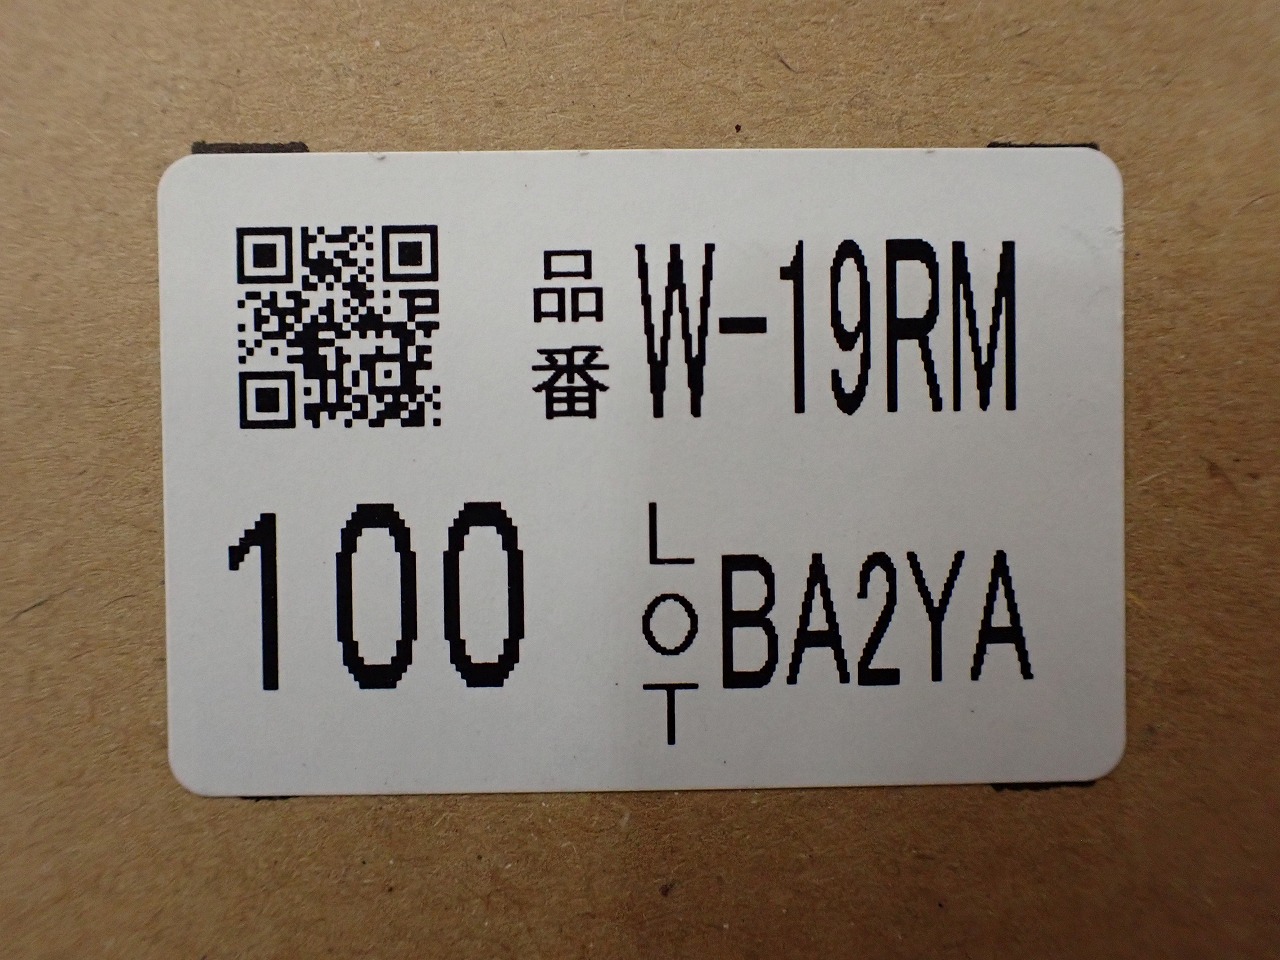 品番 W-19RM
100 LOT BA2YA